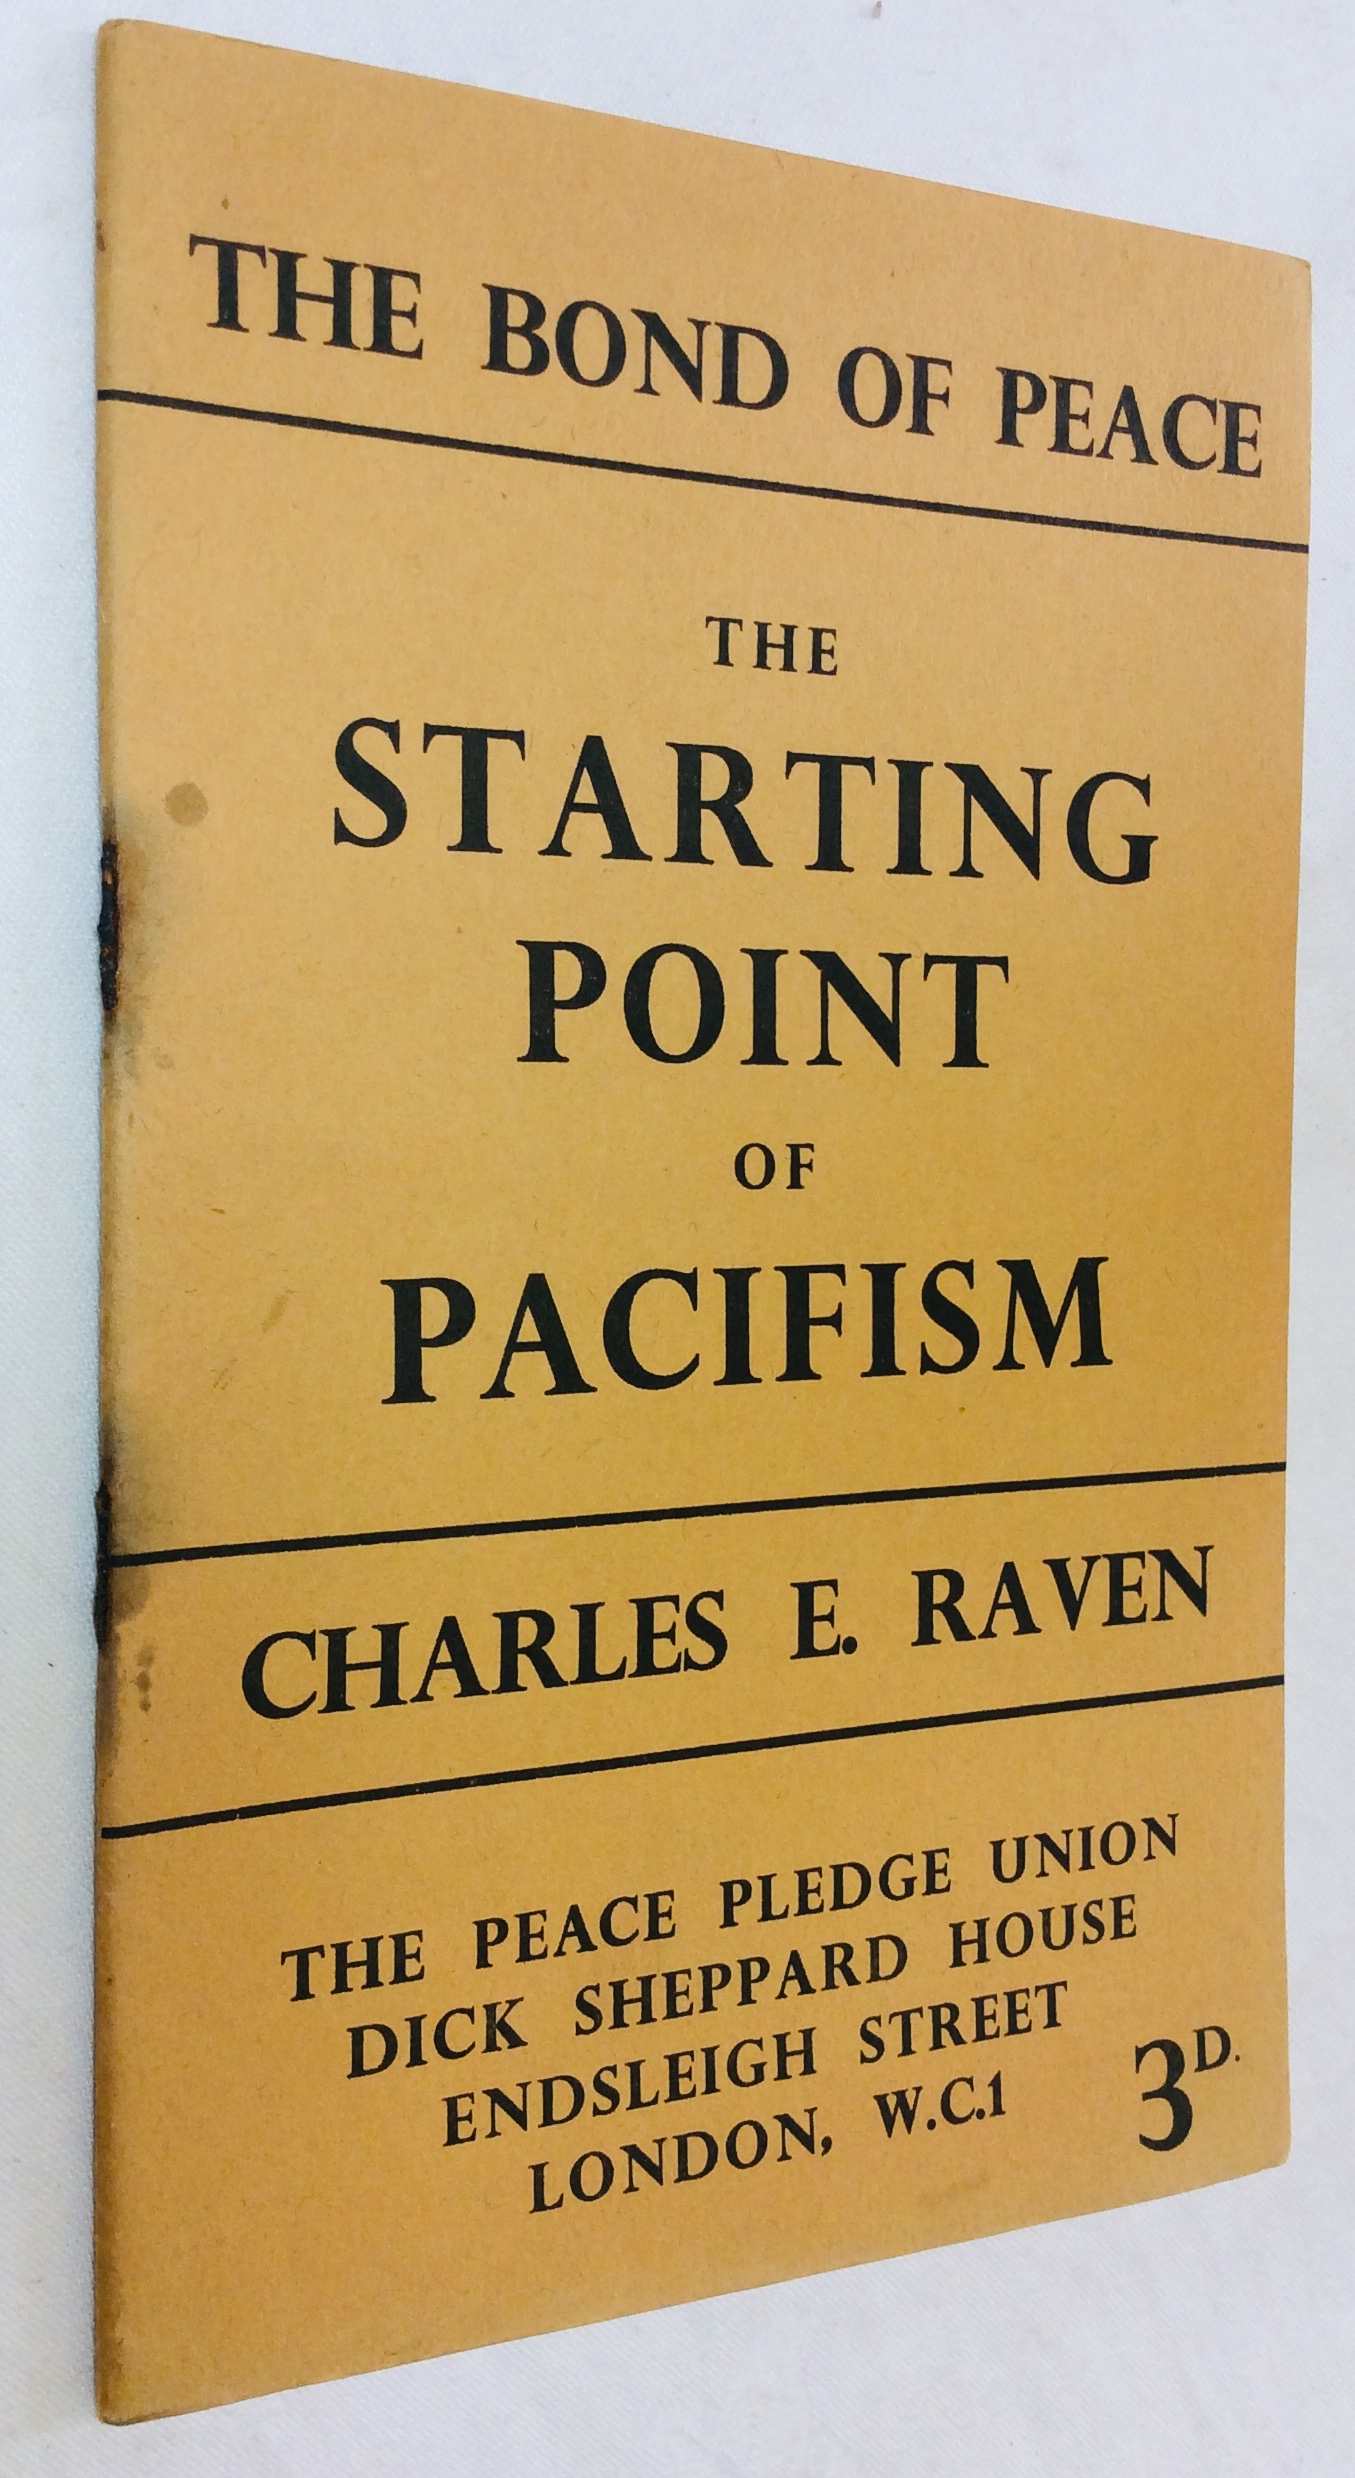 THE BOND OF PEACE
THE
STARTING
POINT
OF
PACIFISM
CHARLES E. RAVEN
THE PEACE PLEDGE UNION
DICK SHEPPARD HOUSE
ENDSLEIGH STREET
LONDON, W.C.1
3D.